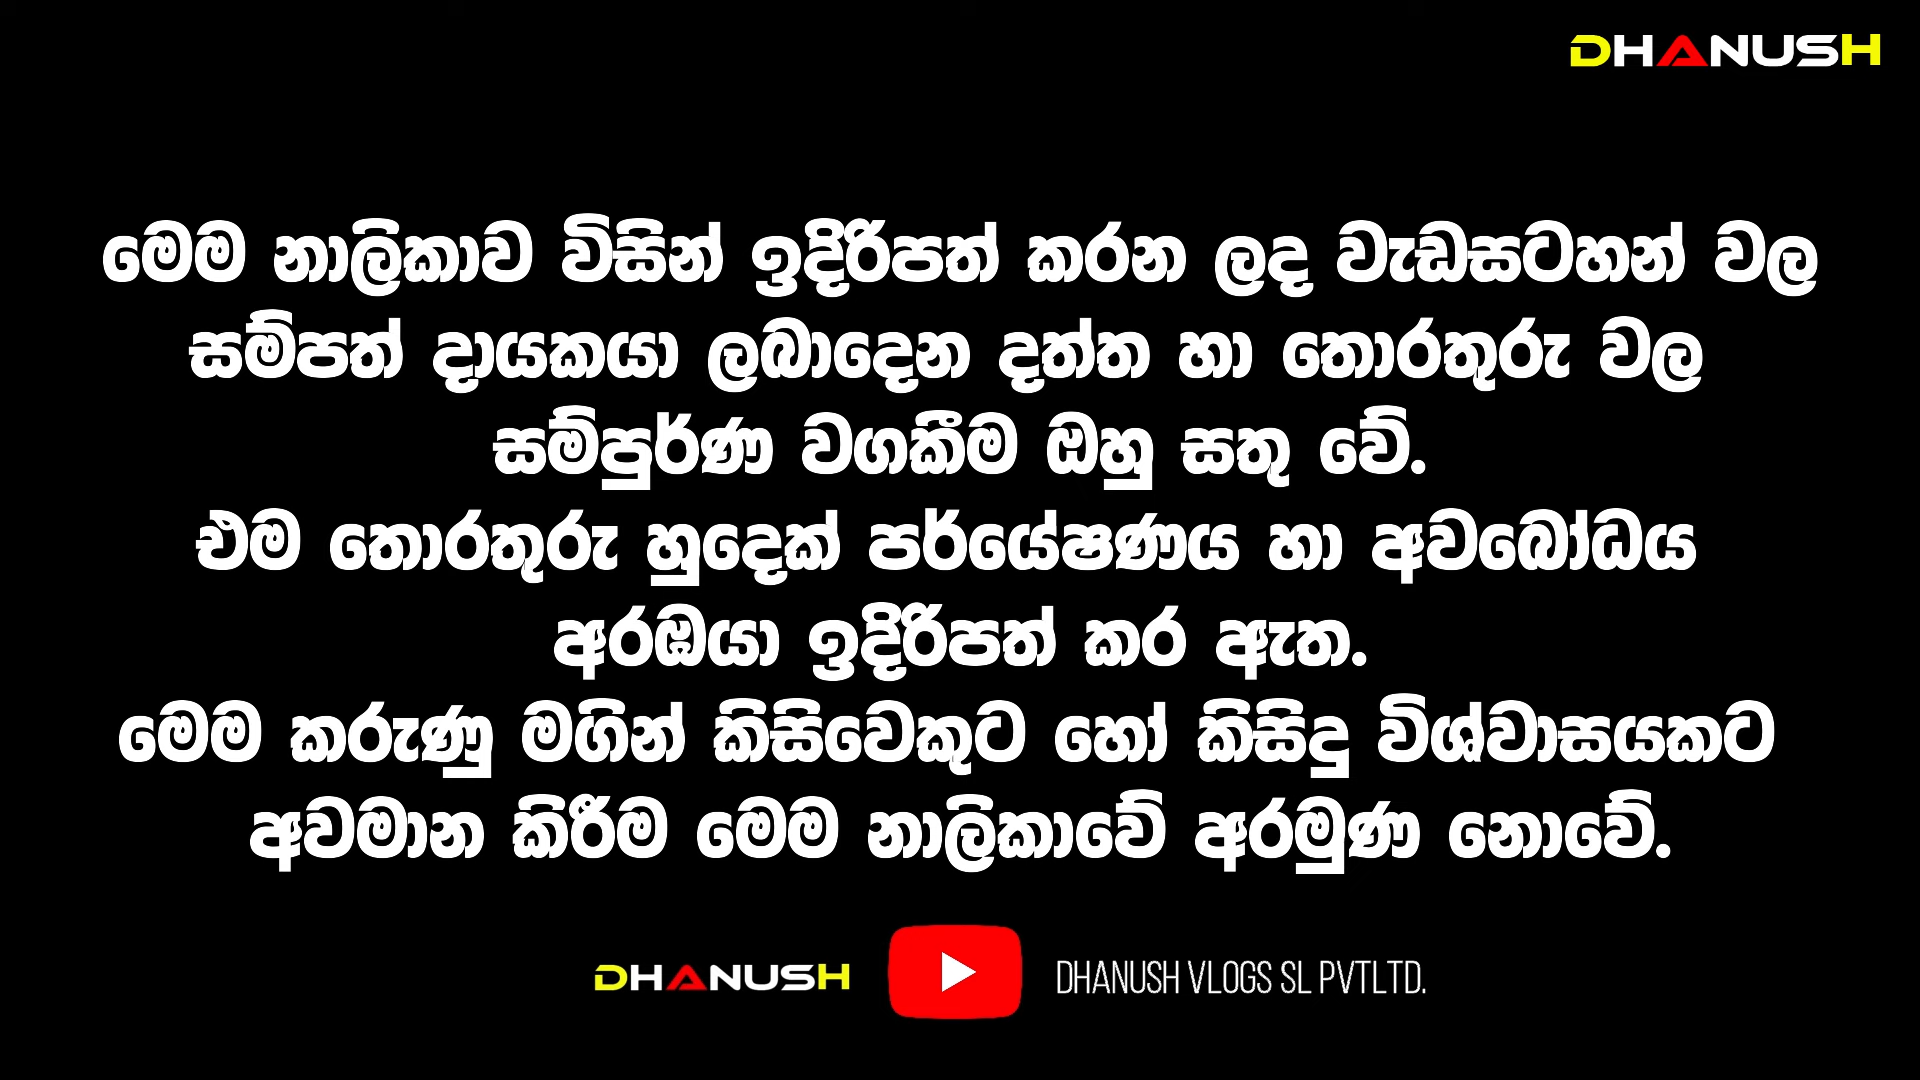 DHANUSH
මෙම නාලිකාව විසින් ඉදිරිපත් කරන ලද වැඩසටහන් වල
සම්පත් දායකයා ලබාදෙන දත්ත හා තොරතුරු වල
සම්පුර්ණ වගකීම ඔහු සතු වේ.
එම තොරතුරු හුදෙක් පර්යේෂණය හා අවබෝධය
අරඹයා ඉදිරිපත් කර ඇත.
මෙම කරුණු මගින් කිසිවෙකුට හෝ කිසිදු විශ්වාසයකට
අවමාන කිරීම මෙම නාලිකාවේ අරමුණ නොවේ.
DHANUSH DHANUSH VLOGS SL PVTLTD.